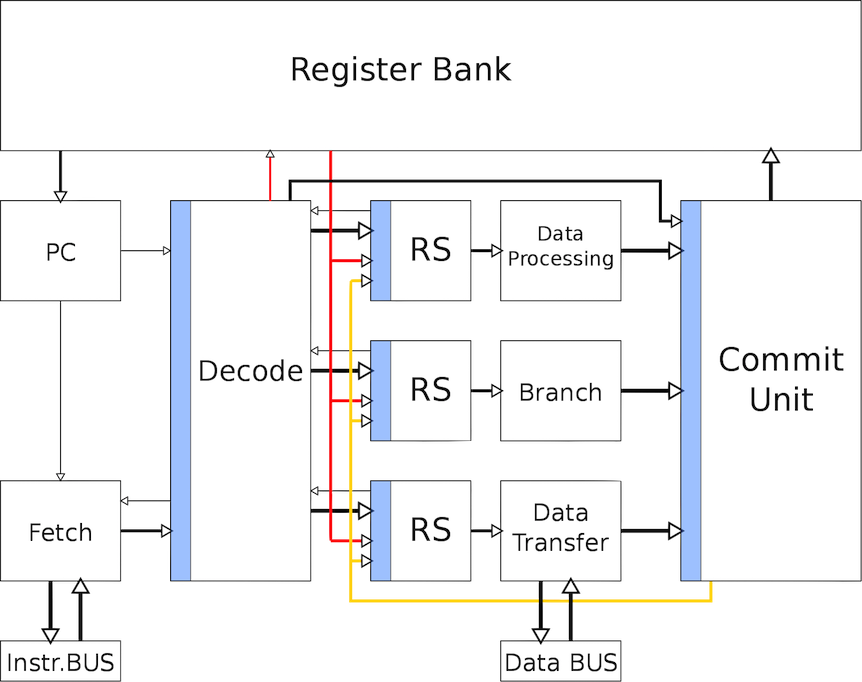 Register Bank
PC
Decode
RS
Data
Processing
RS
Branch
Commit
Unit
Fetch
RS
Data
Transfer
Instr.BUS
Data BUS